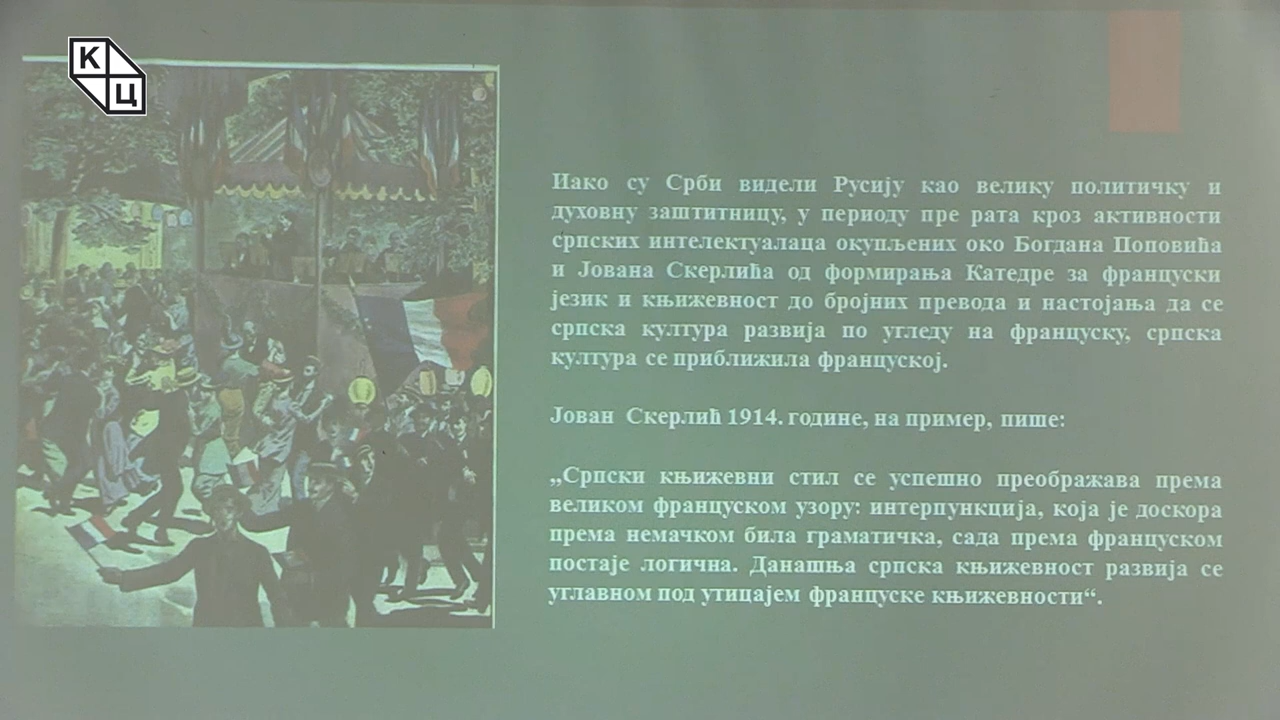 К
Ц
Иако су Срби видели Русију као велику политичку и
духовну заштитницу, у периоду пре рата кроз активности
српских интелектуалаца окупљених око Богдана Поповића
и Јована Скерлића од формирања Катедре за француски
језик и књижевност до бројних превода и настојања да се
српска култура развија по угледу на француску, српска
култура се приближила француској.
Јован Скерлић 1914. године, на пример, пише:
„Српски књижевни стил се успешно преображава према
великом француском узору: интерпункција, која је доскора
према немачком била граматичка, сада према француском
постаје логична. Данашња српска књижевност развија се
углавном под утицајем француске књижевности“.